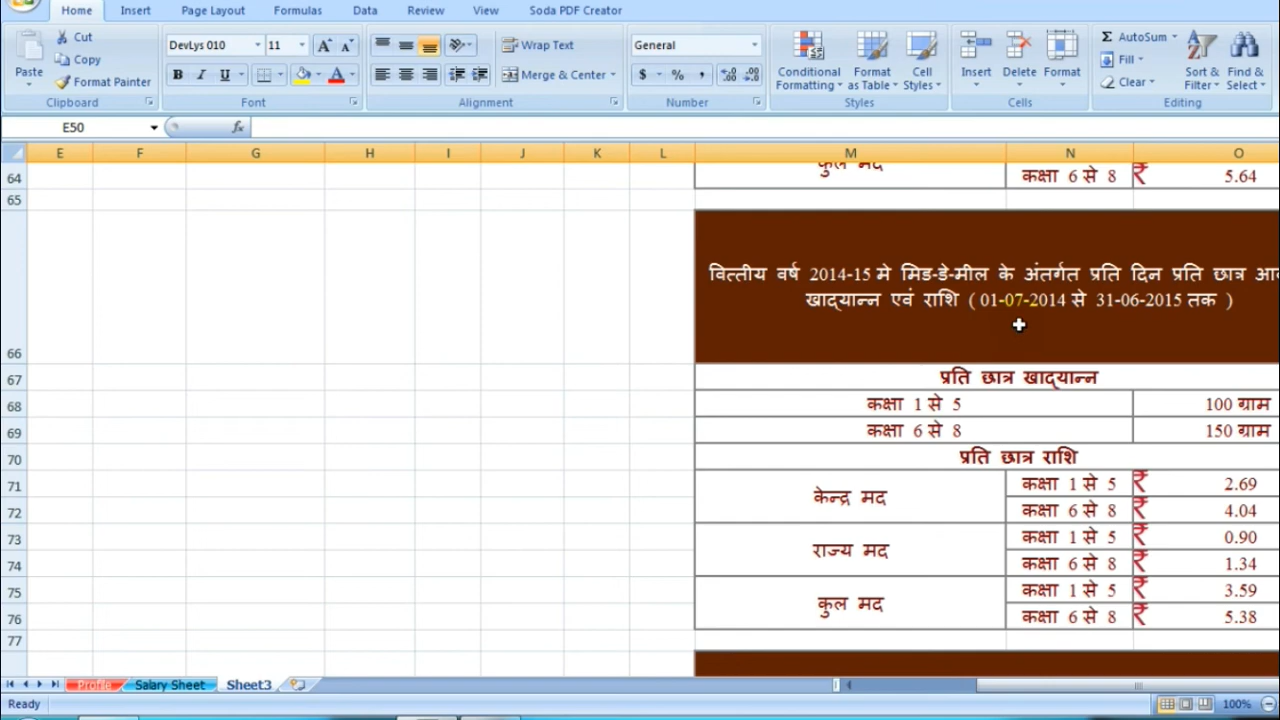 Home Insert Page Layout Formulas Data Review View Soda PDF Creator
Paste Cut Copy Format Painter
DevLys 010 11
B I U
Wrap Text
Merge & Center
General
$ % ,
Conditional Formatting Format as Table Cell Styles
Insert Delete Format
Σ AutoSum Fill Clear
Sort & Filter Find & Select
Clipboard Font Alignment Number Styles Cells Editing
E50 fx
E F G H I J K L M N O
64 कुल मद कक्षा 6 से 8 ₹ 5.64
65
वित्तीय वर्ष 2014-15 मे मिड-डे-मील के अंतर्गत प्रति दिन प्रति छात्र
खाद्यान्न एवं राशि ( 01-07-2014 से 31-06-2015 तक )
66
67 प्रति छात्र खाद्यान्न
68 कक्षा 1 से 5 100 ग्राम
69 कक्षा 6 से 8 150 ग्राम
70 प्रति छात्र राशि
71 केन्द्र मद कक्षा 1 से 5 ₹ 2.69
72 कक्षा 6 से 8 ₹ 4.04
73 राज्य मद कक्षा 1 से 5 ₹ 0.90
74 कक्षा 6 से 8 ₹ 1.34
75 कुल मद कक्षा 1 से 5 ₹ 3.59
76 कक्षा 6 से 8 ₹ 5.38
77
Profile Salary Sheet Sheet3
Ready 100%